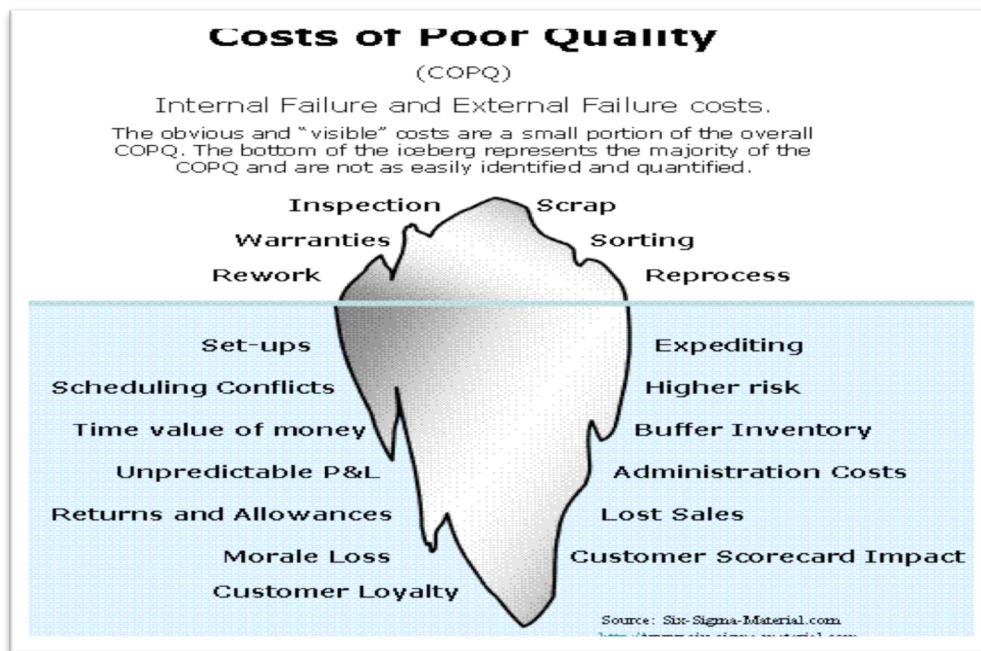 Costs of Poor Quality
(COPQ)
Internal Failure and External Failure costs.
The obvious and “visible” costs are a small portion of the overall
COPQ. The bottom of the iceberg represents the majority of the
COPQ and are not as easily identified and quantified.
Inspection Scrap
Warranties Sorting
Rework Reprocess
Set-ups Expediting
Scheduling Conflicts Higher risk
Time value of money Buffer Inventory
Unpredictable P&L Administration Costs
Returns and Allowances Lost Sales
Morale Loss Customer Scorecard Impact
Customer Loyalty
Source: Six-Sigma-Material.com